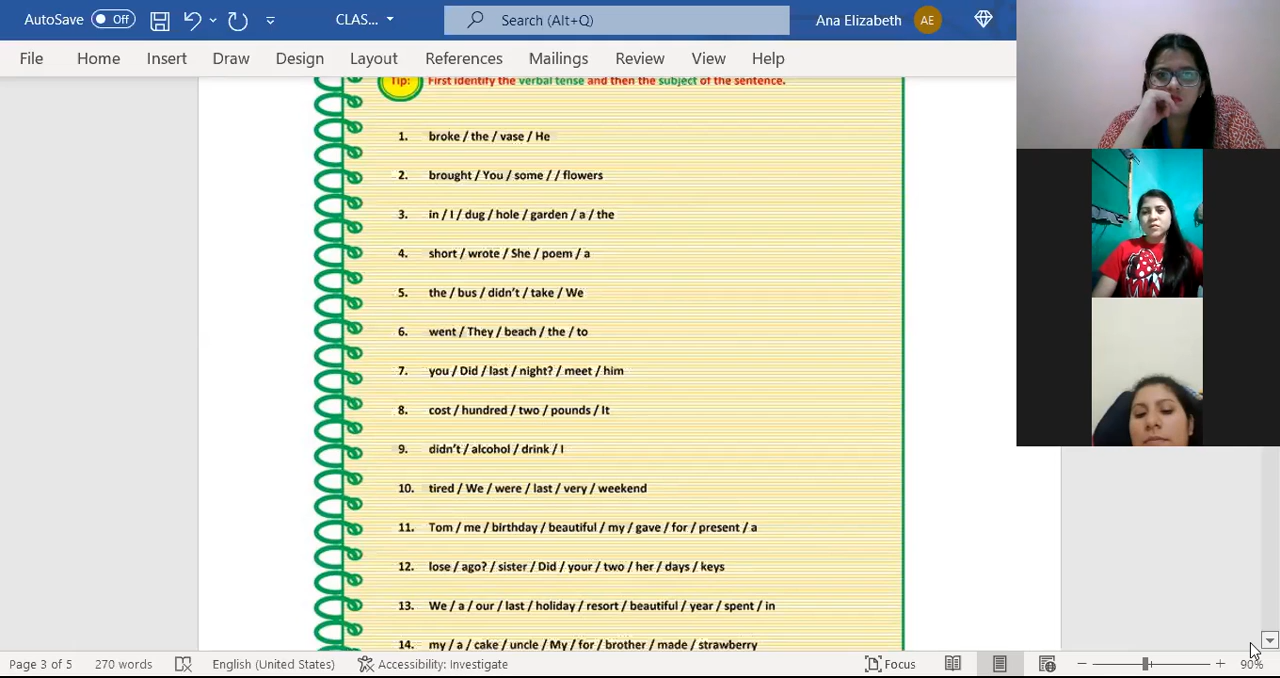 AutoSave Off CLAS... Search (Alt+Q) Ana Elizabeth AE
File Home Insert Draw Design Layout References Mailings Review View Help
Tip: First identify the verbal tense and then the subject of the sentence.
1. broke / the / vase / He
2. brought / You / some / / flowers
3. in / I / dug / hole / garden / a / the
4. short / wrote / She / poem / a
5. the / bus / didn't / take / We
6. went / They / beach / the / to
7. you / Did / last / night? / meet / him
8. cost / hundred / two / pounds / It
9. didn't / alcohol / drink / I
10. tired / We / were / last / very / weekend
11. Tom / me / birthday / beautiful / my / gave / for / present / a
12. lose / ago? / sister / Did / your / two / her / days / keys
13. We / a / our / last / holiday / resort / beautiful / year / spent / in
14. my / a / cake / uncle / My / for / brother / made / strawberry
Page 3 of 5 270 words English (United States) Accessibility: Investigate Focus 90%